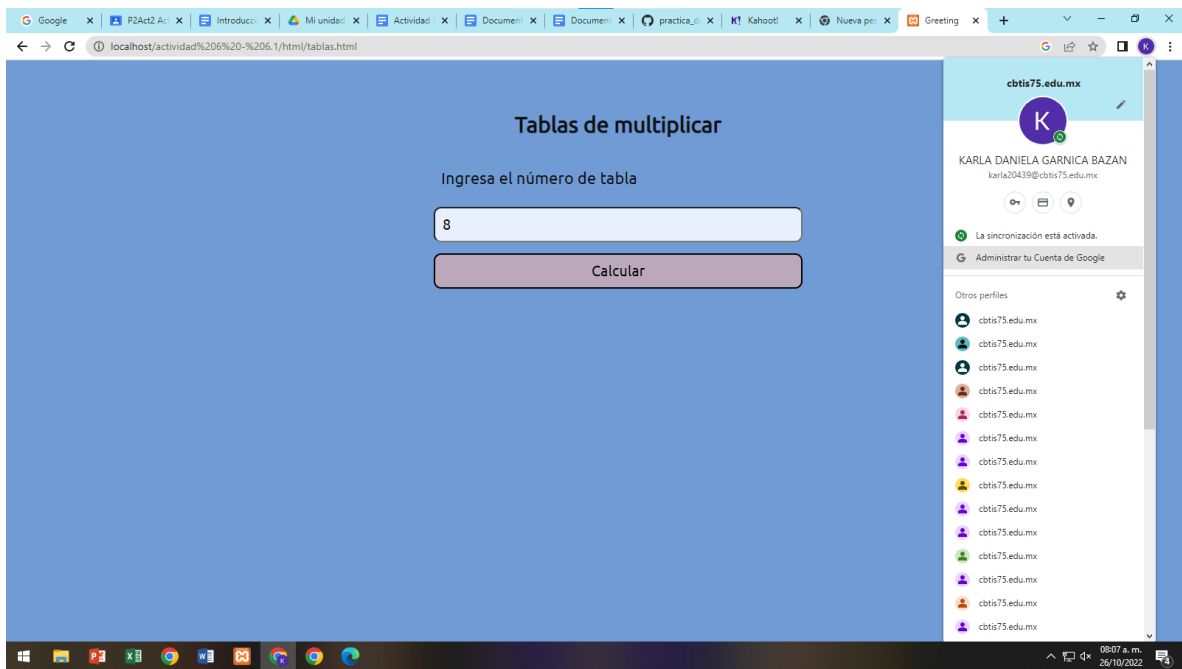 Google
P2Act2 Ac
Introducci
Mi unidad
Actividad
Document
Document
practica_d
K! Kahoot!
Nueva pes
Greeting
localhost/actividad%206%20-%206.1/html/tablas.html
K
cbtis75.edu.mx
K
KARLA DANIELA GARNICA BAZAN
karla20439@cbtis75.edu.mx
La sincronización está activada.
G Administrar tu Cuenta de Google
Otros perfiles
cbtis75.edu.mx
cbtis75.edu.mx
cbtis75.edu.mx
cbtis75.edu.mx
cbtis75.edu.mx
cbtis75.edu.mx
cbtis75.edu.mx
cbtis75.edu.mx
cbtis75.edu.mx
cbtis75.edu.mx
cbtis75.edu.mx
cbtis75.edu.mx
cbtis75.edu.mx
cbtis75.edu.mx
Tablas de multiplicar
Ingresa el número de tabla
8
Calcular
08:07 a. m.
26/10/2022
4